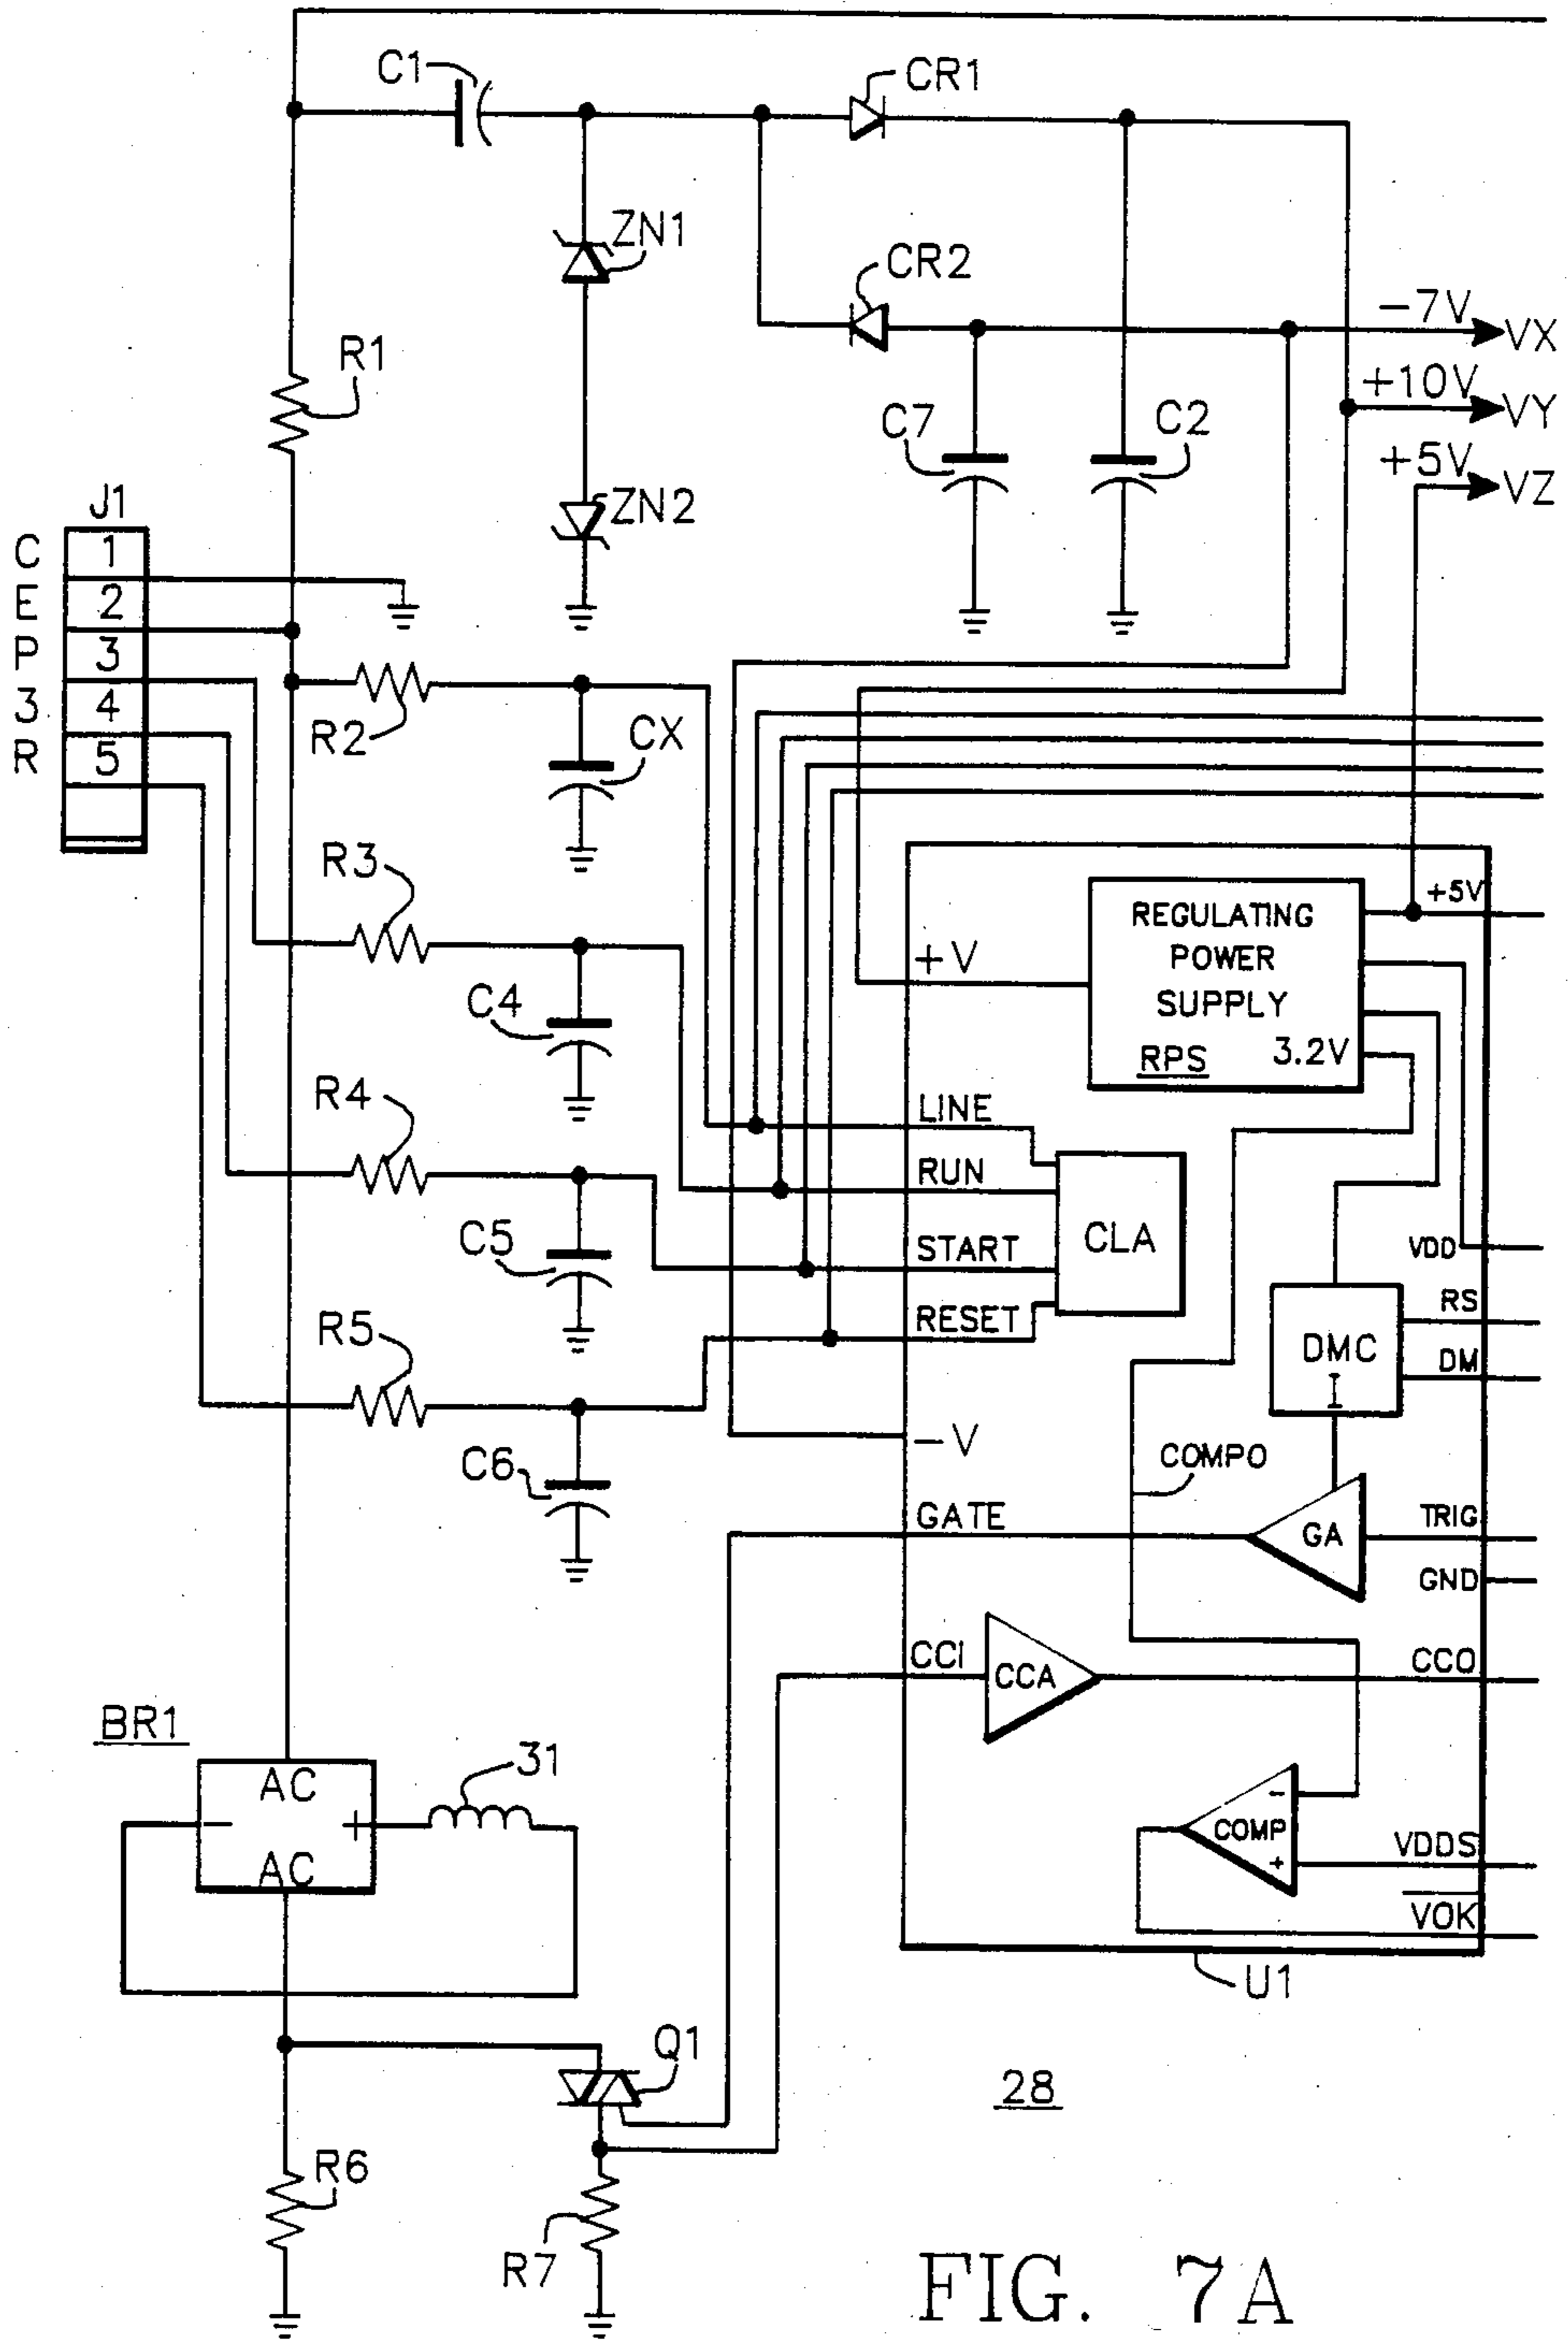 C1
CR1
ZN1
CR2
-7V
VX
R1
+10V
VY
C7
C2
+5V
VZ
ZN2
J1
C 1
E 2
P 3
3 4
R 5
R2
CX
R3
+5V
REGULATING
POWER
SUPPLY
RPS 3.2V
+V
C4
R4
LINE
RUN
CLA
C5
START
VDD
R5
RESET
RS
DMC
DM
I
-V
C6
COMPO
GATE
GA
TRIG
GND
CCI
CCA
CCO
BR1
31
AC
- +
AC
-
COMP
+
VDDS
VOK
U1
Q1
28
R6
R7
FIG. 7A